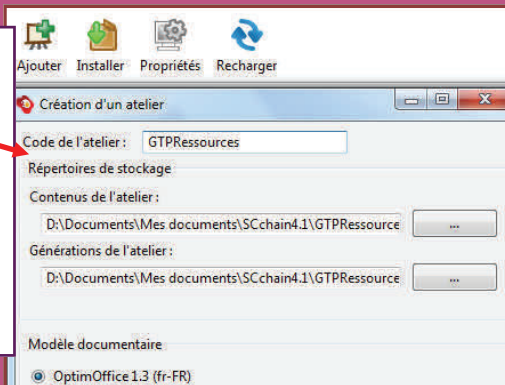 Ajouter Installer Propriétés Recharger
Création d'un atelier
Code de l'atelier : GTPRessources
Répertoires de stockage
Contenus de l'atelier :
D:\Documents\Mes documents\SCchain4.1\GTPRessource ...
Générations de l'atelier :
D:\Documents\Mes documents\SCchain4.1\GTPRessource ...
Modèle documentaire
OptimOffice 1.3 (fr-FR)